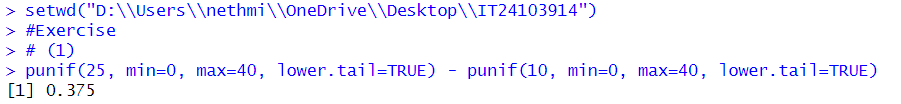 > setwd("D:\\Users\\nethmi\\OneDrive\\Desktop\\IT24103914")
> #Exercise
> # (1)
> punif(25, min=0, max=40, lower.tail=TRUE) - punif(10, min=0, max=40, lower.tail=TRUE)
[1] 0.375